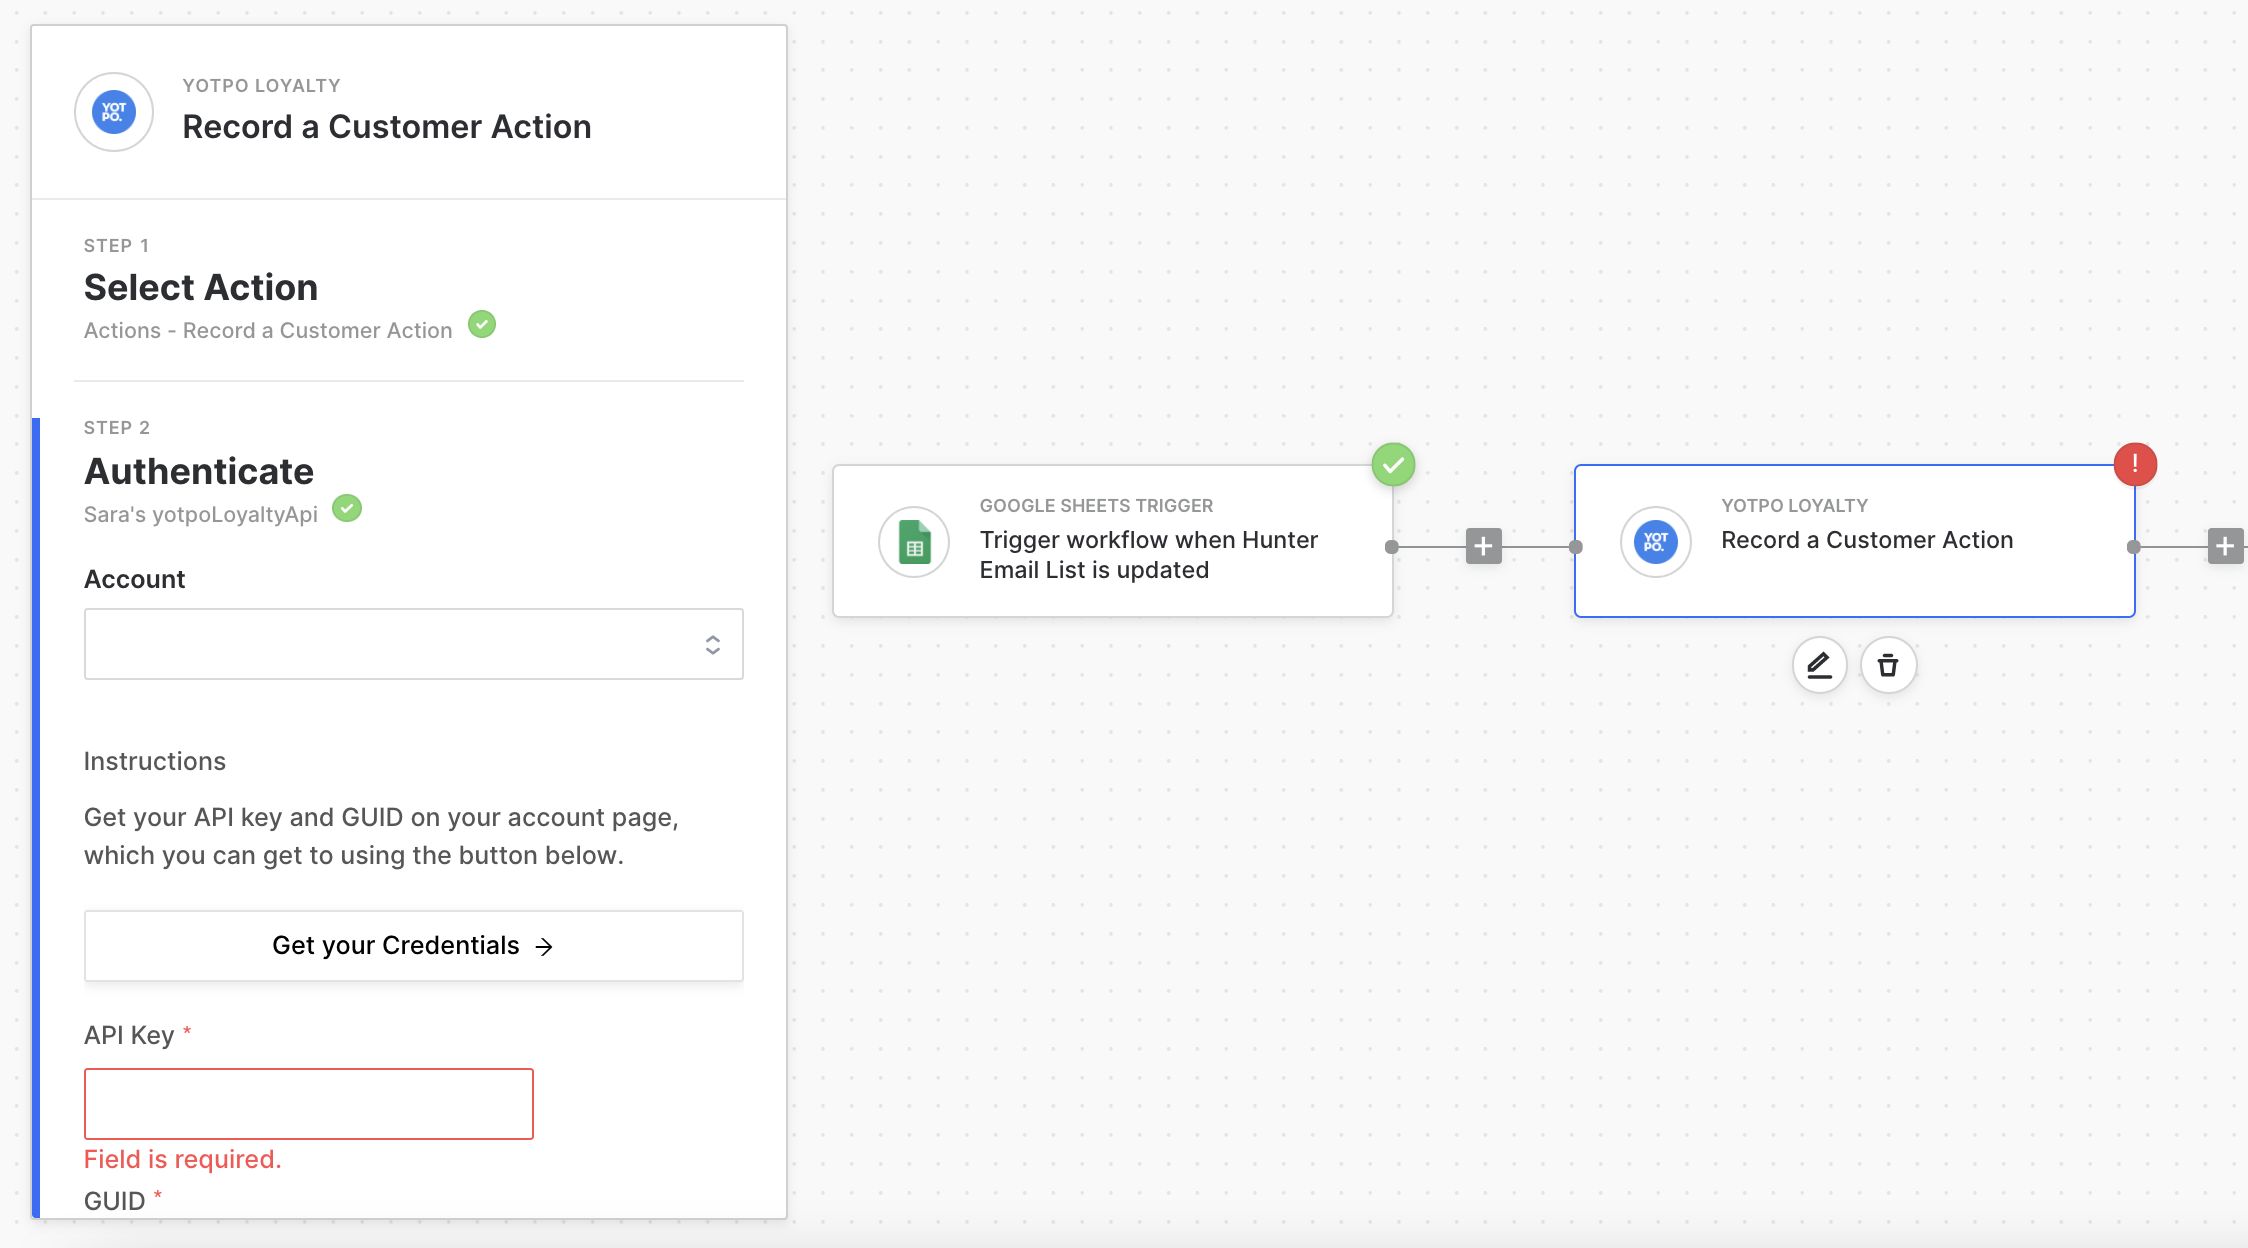 YOT
PO.
YOTPO LOYALTY
Record a Customer Action
STEP 1
Select Action
Actions - Record a Customer Action
STEP 2
Authenticate
Sara's yotpoLoyaltyApi
Account
Instructions
Get your API key and GUID on your account page,
which you can get to using the button below.
Get your Credentials →
API Key *
Field is required.
GUID *
GOOGLE SHEETS TRIGGER
Trigger workflow when Hunter
Email List is updated
YOT
PO.
YOTPO LOYALTY
Record a Customer Action